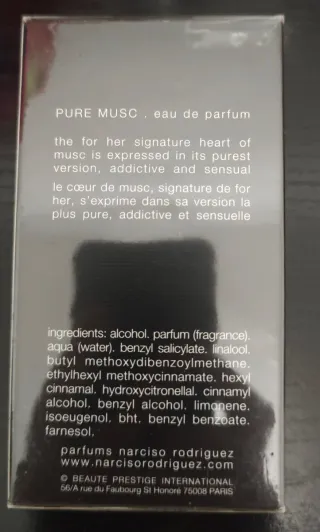 PURE MUSC . eau de parfum
the for her signature heart of
musc is expressed in its purest
version, addictive and sensual
le cœur de musc, signature de for
her, s'exprime dans sa version la
plus pure, addictive et sensuelle
ingredients: alcohol. parfum (fragrance).
aqua (water). benzyl salicylate. linalool.
butyl methoxydibenzoylmethane.
ethylhexyl methoxycinnamate. hexyl
cinnamal. hydroxycitronellal. cinnamyl
alcohol. benzyl alcohol. limonene.
isoeugenol. bht. benzyl benzoate.
farnesol.
parfums narciso rodriguez
www.narcisorodriguez.com
© BEAUTE PRESTIGE INTERNATIONAL
56/A rue du Faubourg St Honoré 75008 PARIS